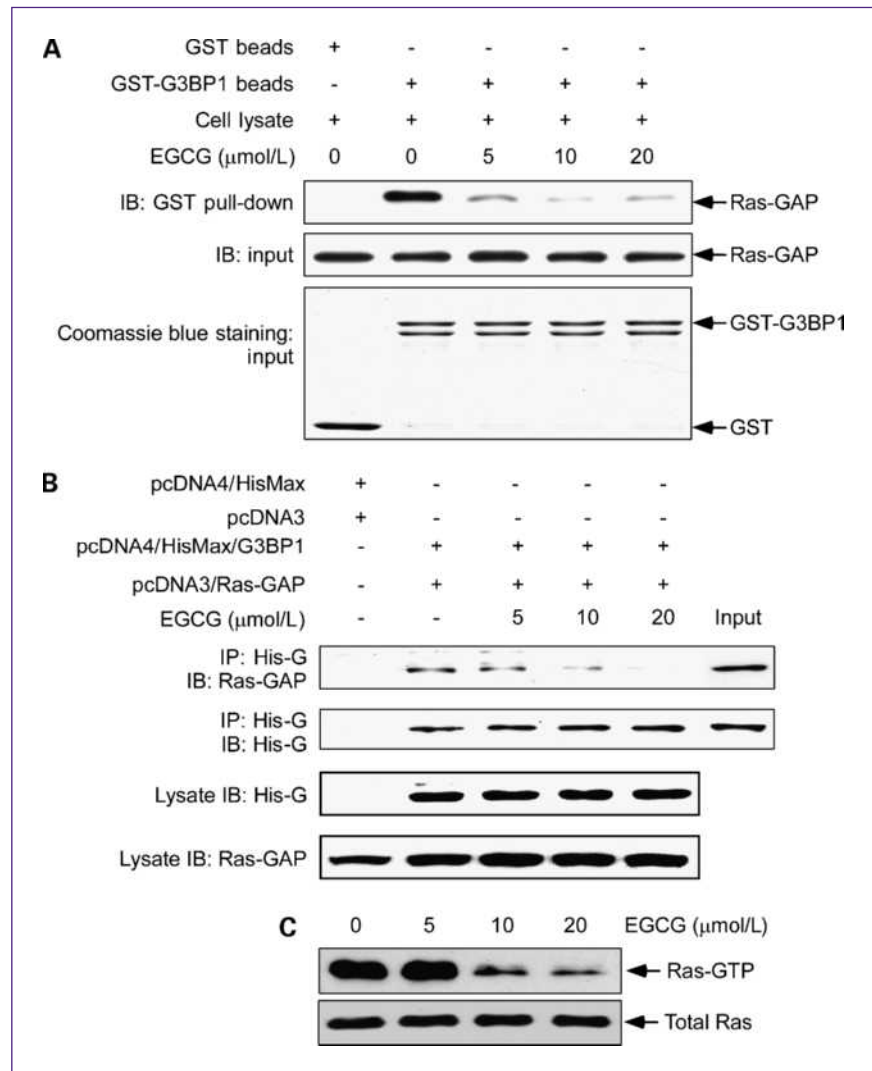 A
GST beads + - - - -
GST-G3BP1 beads - + + + +
Cell lysate + + + + +
EGCG (μmol/L) 0 0 5 10 20
IB: GST pull-down Ras-GAP
IB: input Ras-GAP
Coomassie blue staining:
input
GST-G3BP1
GST
B
pcDNA4/HisMax + - - - -
pcDNA3 + - - - -
pcDNA4/HisMax/G3BP1 - + + + +
pcDNA3/Ras-GAP - + + + +
EGCG (μmol/L) - - 5 10 20 Input
IP: His-G
IB: Ras-GAP
IP: His-G
IB: His-G
Lysate IB: His-G
Lysate IB: Ras-GAP
C 0 5 10 20 EGCG (μmol/L)
Ras-GTP
Total Ras